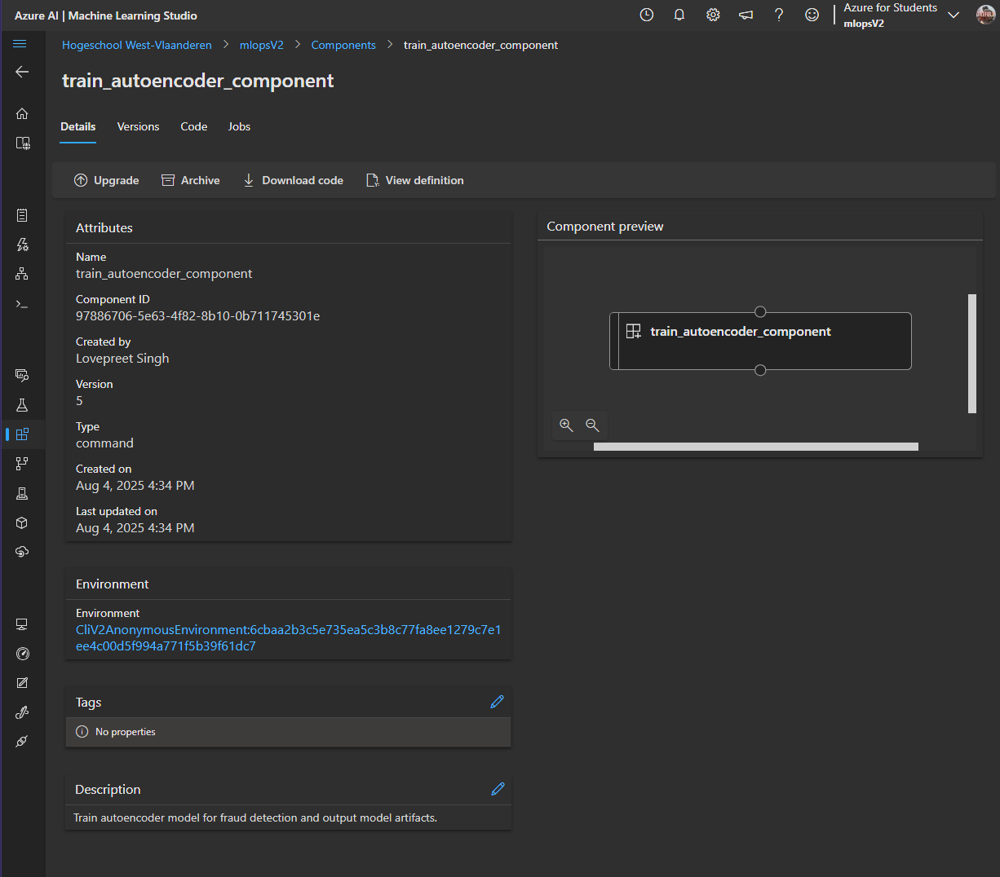 Azure AI | Machine Learning Studio
Azure for Students
mlopsV2
Hogeschool West-Vlaanderen > mlopsV2 > Components > train_autoencoder_component
train_autoencoder_component
Details Versions Code Jobs
Upgrade Archive Download code View definition
Attributes
Name
train_autoencoder_component
Component ID
97886706-5e63-4f82-8b10-0b711745301e
Created by
Lovepreet Singh
Version
5
Type
command
Created on
Aug 4, 2025 4:34 PM
Last updated on
Aug 4, 2025 4:34 PM
Component preview
train_autoencoder_component
Environment
Environment
CliV2AnonymousEnvironment:6cbaa2b3c5e735ea5c3b8c77fa8ee1279c7e1
ee4c00d5f994a771f5b39f61dc7
Tags
No properties
Description
Train autoencoder model for fraud detection and output model artifacts.